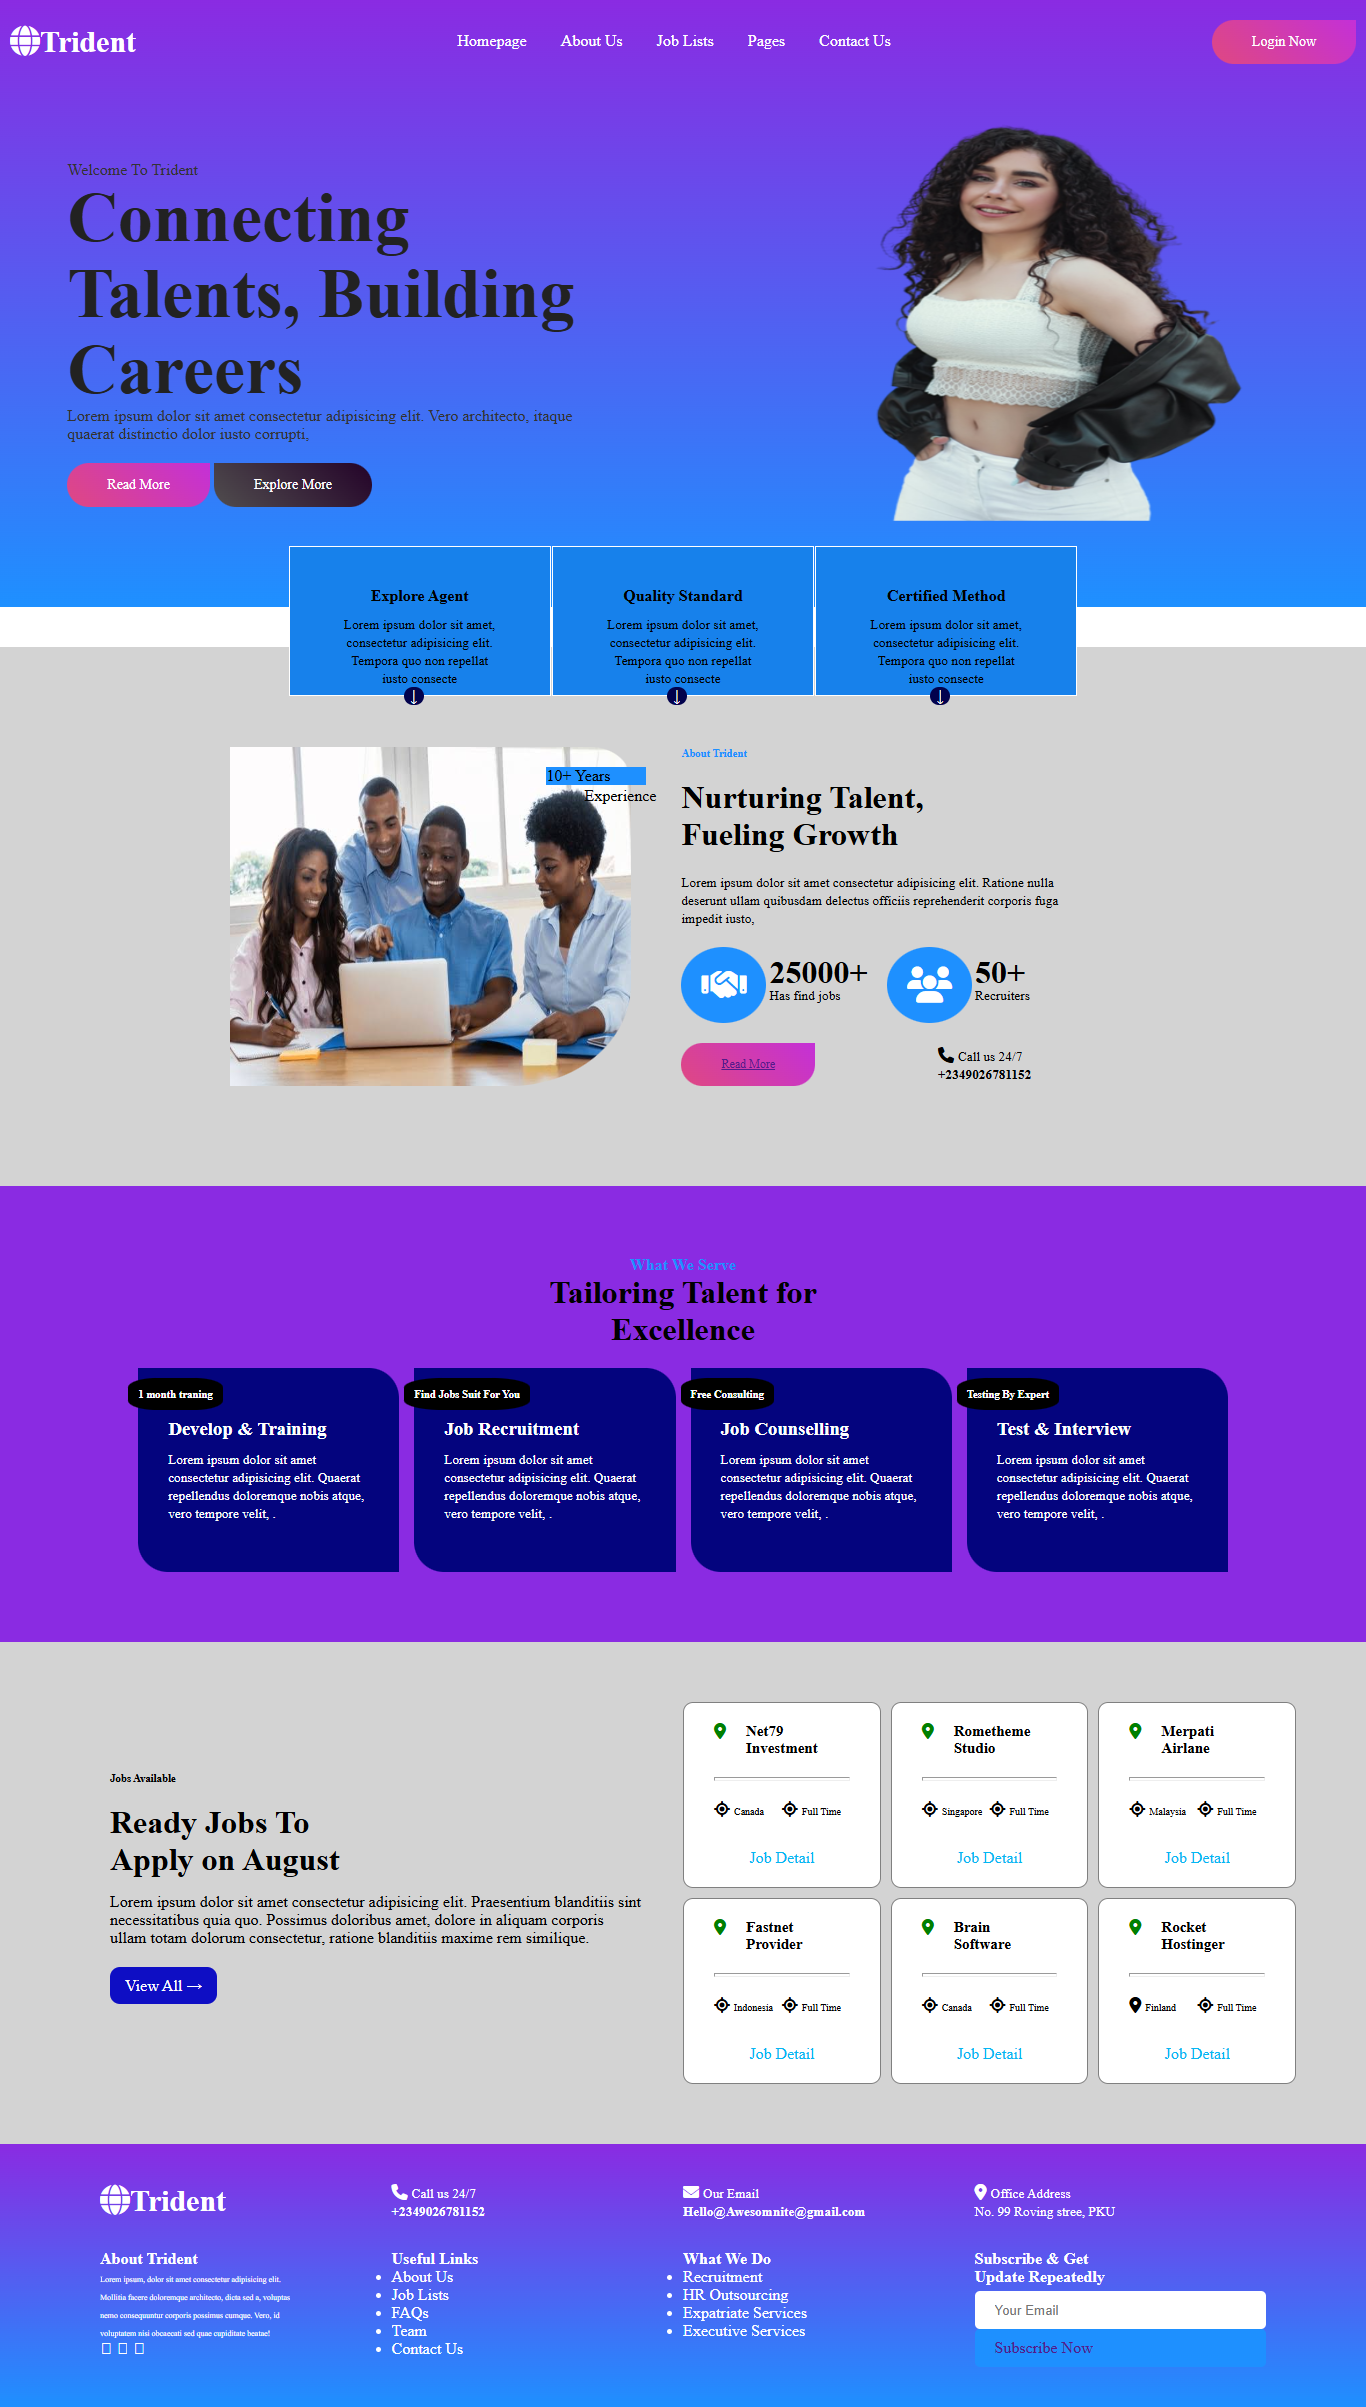 Trident
Homepage About Us Job Lists Pages Contact Us
Login Now
Welcome To Trident
Connecting
Talents, Building
Careers
Lorem ipsum dolor sit amet consectetur adipisicing elit. Vero architecto, itaque
quaerat distinctio dolor iusto corrupti,
Read More
Explore More
Explore Agent
Lorem ipsum dolor sit amet,
consectetur adipisicing elit.
Tempora quo non repellat
iusto consecte
↓
Quality Standard
Lorem ipsum dolor sit amet,
consectetur adipisicing elit.
Tempora quo non repellat
iusto consecte
↓
Certified Method
Lorem ipsum dolor sit amet,
consectetur adipisicing elit.
Tempora quo non repellat
iusto consecte
↓
10+ Years
Experience
About Trident
Nurturing Talent,
Fueling Growth
Lorem ipsum dolor sit amet consectetur adipisicing elit. Ratione nulla
deserunt ullam quibusdam delectus officiis reprehenderit corporis fuga
impedit iusto,
25000+
Has find jobs
50+
Recruiters
Read More
Call us 24/7
+2349026781152
What We Serve
Tailoring Talent for
Excellence
1 month traning
Develop & Training
Lorem ipsum dolor sit amet
consectetur adipisicing elit. Quaerat
repellendus doloremque nobis atque,
vero tempore velit, .
Find Jobs Suit For You
Job Recruitment
Lorem ipsum dolor sit amet
consectetur adipisicing elit. Quaerat
repellendus doloremque nobis atque,
vero tempore velit, .
Free Consulting
Job Counselling
Lorem ipsum dolor sit amet
consectetur adipisicing elit. Quaerat
repellendus doloremque nobis atque,
vero tempore velit, .
Testing By Expert
Test & Interview
Lorem ipsum dolor sit amet
consectetur adipisicing elit. Quaerat
repellendus doloremque nobis atque,
vero tempore velit, .
Jobs Available
Ready Jobs To
Apply on August
Lorem ipsum dolor sit amet consectetur adipisicing elit. Praesentium blanditiis sint
necessitatibus quia quo. Possimus doloribus amet, dolore in aliquam corporis
ullam totam dolorum consectetur, ratione blanditiis maxime rem similique.
View All →
Net79
Investment
Canada Full Time
Job Detail
Rometheme
Studio
Singapore Full Time
Job Detail
Merpati
Airlane
Malaysia Full Time
Job Detail
Fastnet
Provider
Indonesia Full Time
Job Detail
Brain
Software
Canada Full Time
Job Detail
Rocket
Hostinger
Finland Full Time
Job Detail
Trident
Call us 24/7
+2349026781152
Our Email
Hello@Awesomnite@gmail.com
Office Address
No. 99 Roving stree, PKU
About Trident
Lorem ipsum, dolor sit amet consectetur adipisicing elit.
Mollitia facere doloremque architecto, dicta sed a, voluptas
nemo consequuntur corporis possimus cumque. Vero, id
voluptatem nisi obcaecati sed quae cupiditate beatae!
Useful Links
• About Us
• Job Lists
• FAQs
• Team
• Contact Us
What We Do
• Recruitment
• HR Outsourcing
• Expatriate Services
• Executive Services
Subscribe & Get
Update Repeatedly
Your Email
Subscribe Now